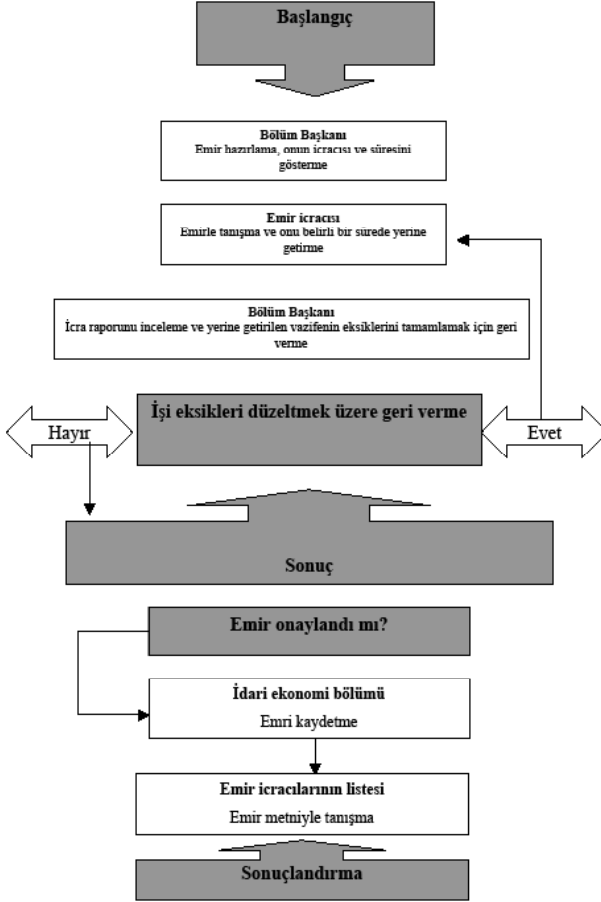 Başlangıç
Bölüm Başkanı
Emir hazırlama, onun icracısı ve süresini
gösterme
Emir icracısı
Emirle tanışma ve onu belirli bir sürede yerine
getirme
Bölüm Başkanı
İcra raporunu inceleme ve yerine getirilen vazifenin eksiklerini tamamlamak için geri
verme
İşi eksikleri düzeltmek üzere geri verme
Hayır
Evet
Sonuç
Emir onaylandı mı?
İdari ekonomi bölümü
Emri kaydetme
Emir icracılarının listesi
Emir metniyle tanışma
Sonuçlandırma